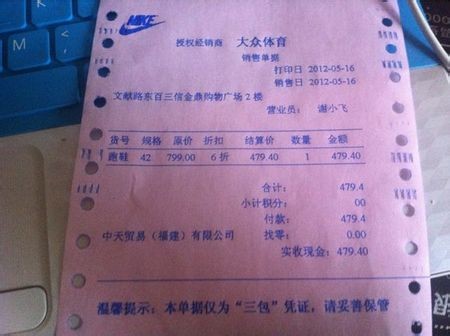 NIKE
授权经销商 大众体育
销售单据
打印日 2012-05-16
销售日 2012-05-16
文献路东百三信金鼎购物广场2楼
营业员： 谢小飞
货号 规格 原价 折扣 结算价 数量 金额
跑鞋 42 799.00 6折 479.40 1 479.40
合计： 479.4
小计积分： 00
付款： 479.4
中天贸易（福建）有限公司 找零： 0.00
实收现金：479.40
温馨提示：本单据仅为“三包”凭证，请妥善保管